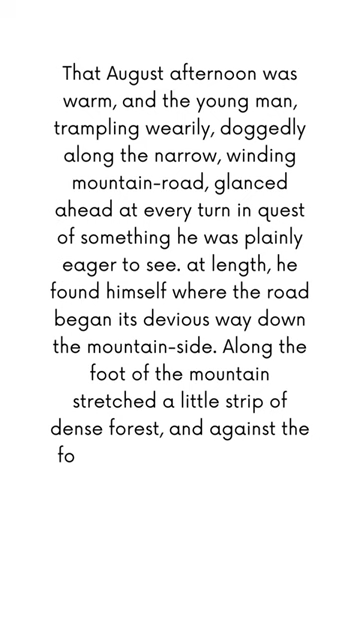 That August afternoon was
warm, and the young man,
trampling wearily, doggedly
along the narrow, winding
mountain-road, glanced
ahead at every turn in quest
of something he was plainly
eager to see. at length, he
found himself where the road
began its devious way down
the mountain-side. Along the
foot of the mountain
stretched a little strip of
dense forest, and against the
fo